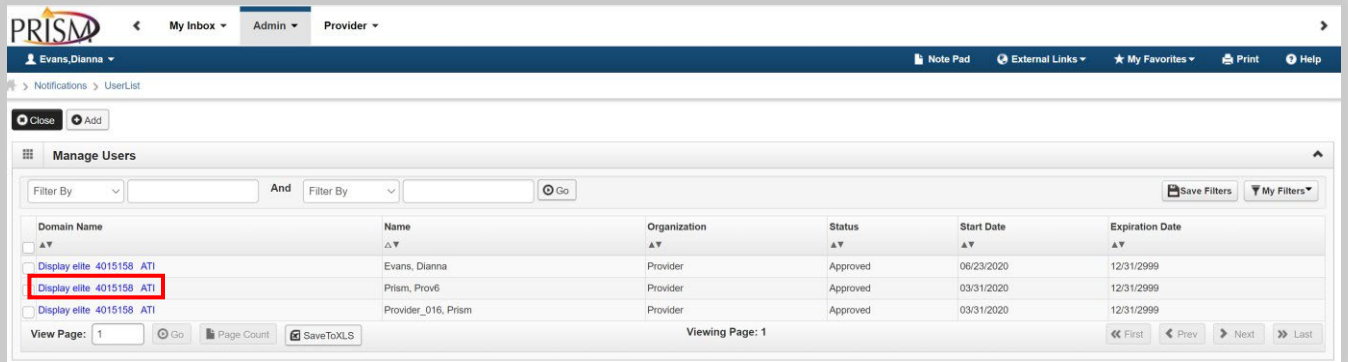 PRISM My Inbox Admin Provider
Evans,Dianna Note Pad External Links My Favorites Print Help
> Notifications > UserList
Close Add
Manage Users
Filter By And Filter By Go Save Filters My Filters
Domain Name Name Organization Status Start Date Expiration Date
Display elite 4015158 ATI Evans, Dianna Provider Approved 06/23/2020 12/31/2999
Display elite 4015158 ATI Prism, Prov6 Provider Approved 03/31/2020 12/31/2999
Display elite 4015158 ATI Provider_016, Prism Provider Approved 03/31/2020 12/31/2999
View Page: 1 Go Page Count SaveToXLS Viewing Page: 1 First Prev Next Last